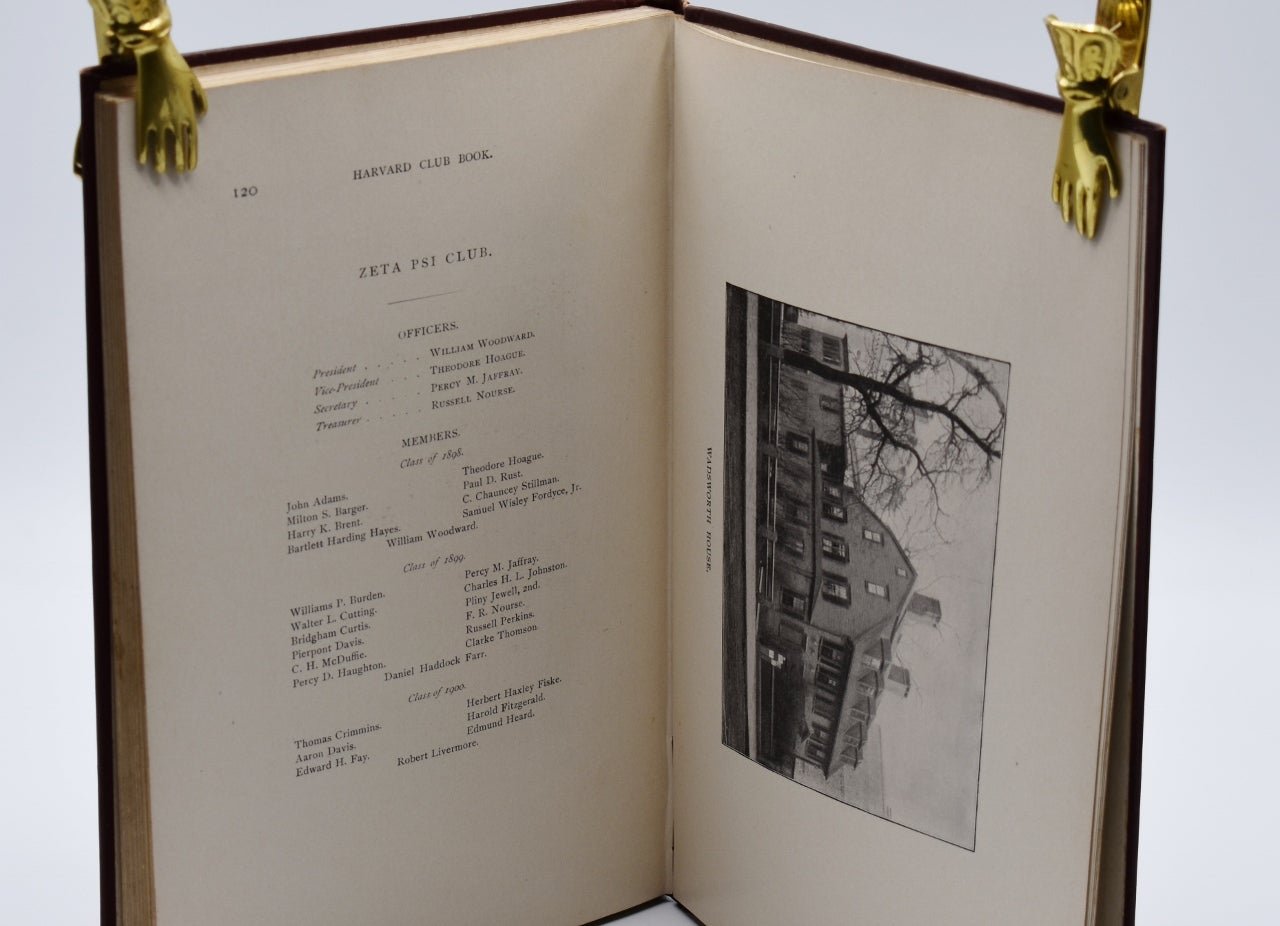 120
HARVARD CLUB BOOK.
ZETA PSI CLUB.
OFFICERS.
President . . . . . WILLIAM WOODWARD.
Vice-President . . . THEODORE HOAGUE.
Secretary . . . . . PERCY M. JAFFRAY.
Treasurer . . . . . RUSSELL NOURSE.
MEMBERS.
Class of 1898.
John Adams. Theodore Hoague.
Milton S. Barger. Paul D. Rust.
Harry K. Brent. C. Chauncey Stillman.
Bartlett Harding Hayes. Samuel Wisley Fordyce, Jr.
William Woodward.
Class of 1899.
Williams P. Burden. Percy M. Jaffray.
Walter L. Cutting. Charles H. L. Johnston.
Bridgham Curtis. Pliny Jewell, 2nd.
Pierpont Davis. F. R. Nourse.
C. H. McDuffie. Russell Perkins.
Percy D. Haughton. Clarke Thomson.
Daniel Haddock Farr.
Class of 1900.
Thomas Crimmins. Herbert Haxley Fiske.
Aaron Davis. Harold Fitzgerald.
Edward H. Fay. Edmund Heard.
Robert Livermore.
WADSWORTH HOUSE.